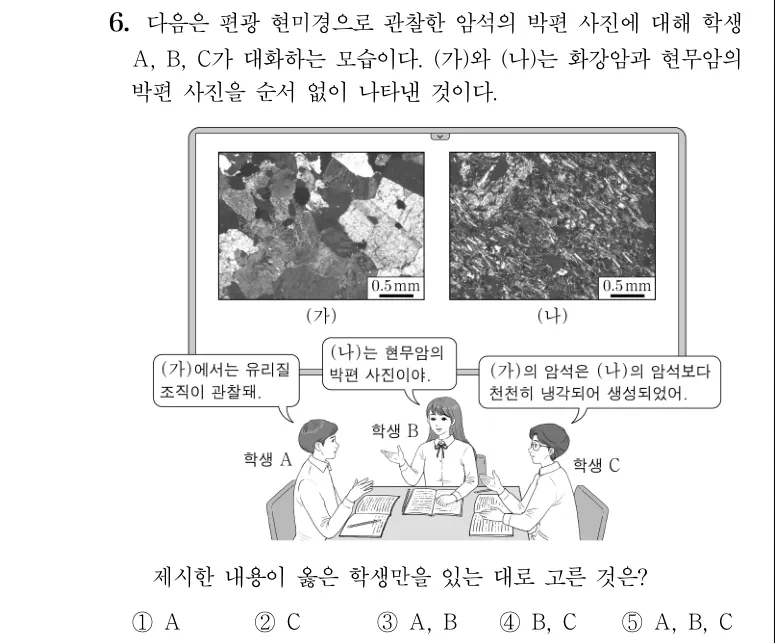 6. 다음은 편광 현미경으로 관찰한 암석의 박편 사진에 대해 학생
A, B, C가 대화하는 모습이다. (가)와 (나)는 화강암과 현무암의
박편 사진을 순서 없이 나타낸 것이다.
0.5mm
0.5mm
(가)
(나)
(가)에서는 유리질
조직이 관찰돼.
(나)는 현무암의
박편 사진이야.
(가)의 암석은 (나)의 암석보다
천천히 냉각되어 생성되었어.
학생 A
학생 B
학생 C
제시한 내용이 옳은 학생만을 있는 대로 고른 것은?
① A ② C ③ A, B ④ B, C ⑤ A, B, C